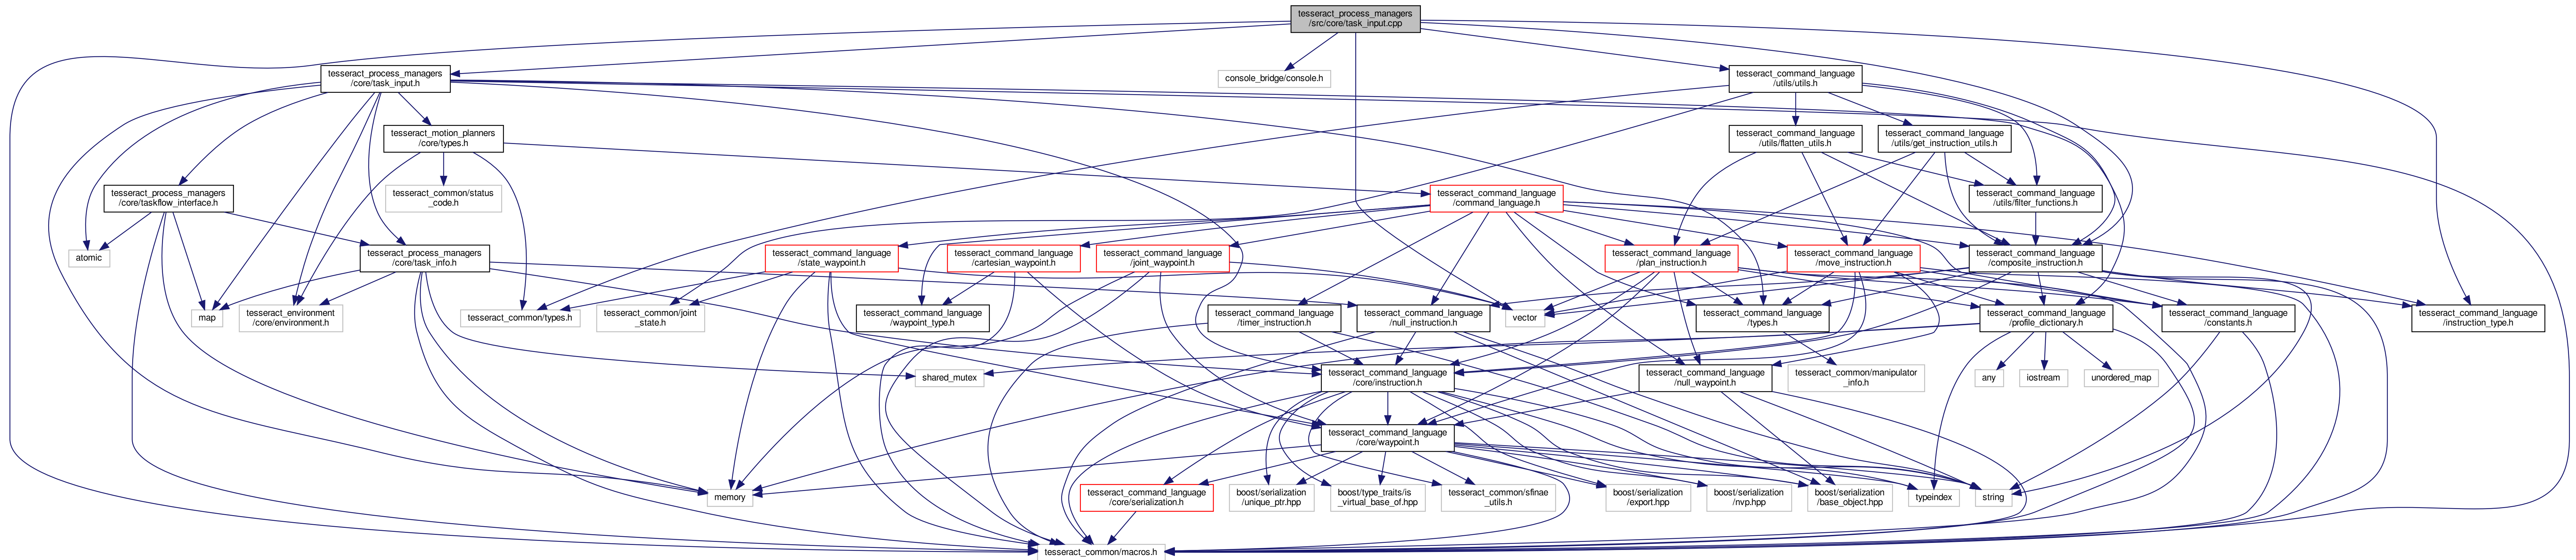 tesseract_process_managers
/src/core/task_input.cpp
tesseract_process_managers
/core/task_input.h
console_bridge/console.h
tesseract_command_language
/utils/utils.h
tesseract_motion_planners
/core/types.h
tesseract_command_language
/utils/flatten_utils.h
tesseract_command_language
/utils/get_instruction_utils.h
tesseract_process_managers
/core/taskflow_interface.h
tesseract_common/status
_code.h
tesseract_command_language
/command_language.h
tesseract_command_language
/utils/filter_functions.h
atomic
tesseract_process_managers
/core/task_info.h
tesseract_command_language
/state_waypoint.h
tesseract_command_language
/cartesian_waypoint.h
tesseract_command_language
/joint_waypoint.h
tesseract_command_language
/plan_instruction.h
tesseract_command_language
/move_instruction.h
tesseract_command_language
/composite_instruction.h
map
tesseract_environment
/core/environment.h
tesseract_common/types.h
tesseract_common/joint
_state.h
tesseract_command_language
/waypoint_type.h
tesseract_command_language
/timer_instruction.h
tesseract_command_language
/null_instruction.h
vector
tesseract_command_language
/types.h
tesseract_command_language
/profile_dictionary.h
tesseract_command_language
/constants.h
tesseract_command_language
/instruction_type.h
shared_mutex
tesseract_command_language
/core/instruction.h
tesseract_command_language
/null_waypoint.h
tesseract_common/manipulator
_info.h
any
iostream
unordered_map
tesseract_command_language
/core/waypoint.h
memory
tesseract_command_language
/core/serialization.h
boost/serialization
/unique_ptr.hpp
boost/type_traits/is
_virtual_base_of.hpp
tesseract_common/sfinae
_utils.h
boost/serialization
/export.hpp
boost/serialization
/nvp.hpp
boost/serialization
/base_object.hpp
typeindex
string
tesseract_common/macros.h